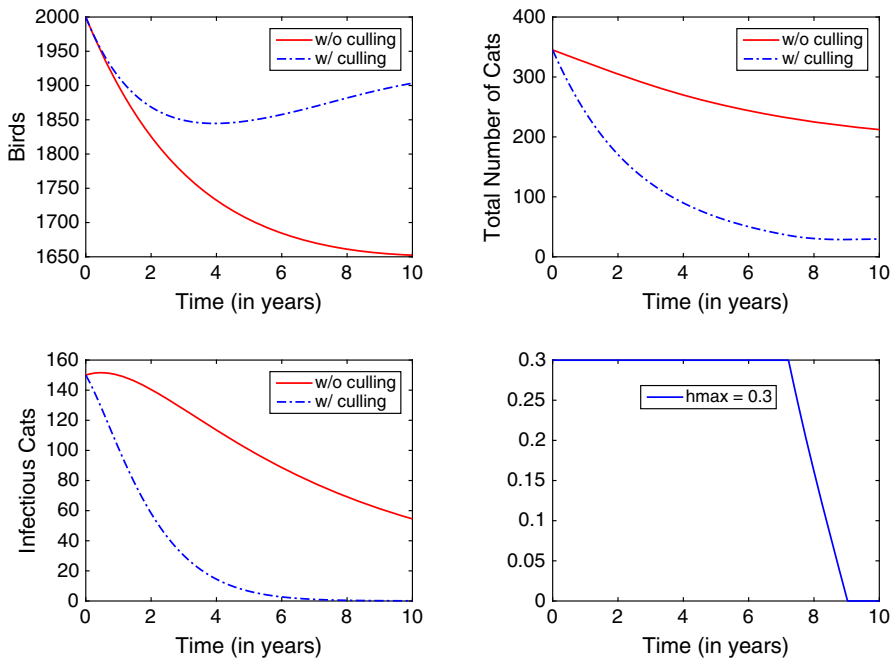 2000
1950
1900
1850
1800
1750
1700
1650
Birds
0 2 4 6 8 10
Time (in years)
w/o culling
w/ culling
400
300
200
100
0
Total Number of Cats
0 2 4 6 8 10
Time (in years)
w/o culling
w/ culling
160
140
120
100
80
60
40
20
0
Infectious Cats
0 2 4 6 8 10
Time (in years)
w/o culling
w/ culling
0.3
0.25
0.2
0.15
0.1
0.05
0
0 2 4 6 8 10
Time (in years)
hmax = 0.3